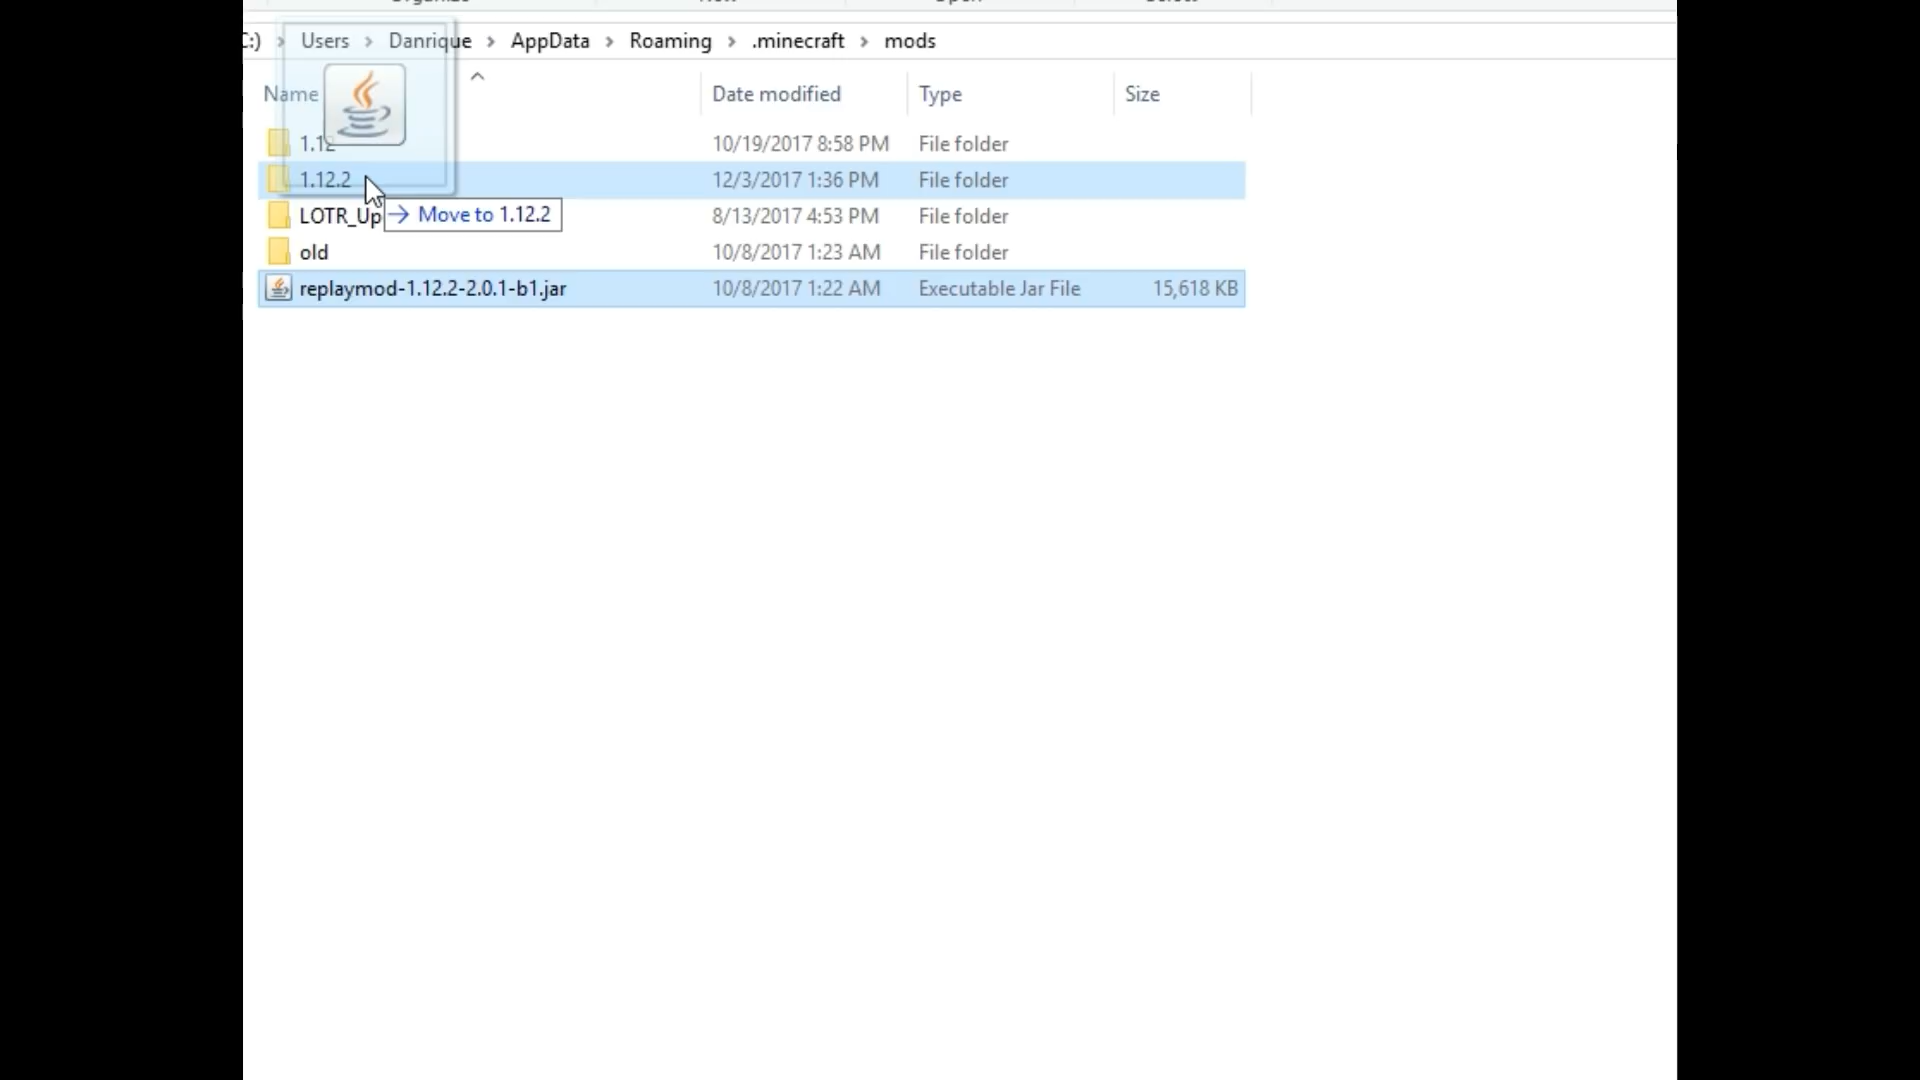 C:) > Users > Danrique > AppData > Roaming > .minecraft > mods
Name Date modified Type Size
1.12 10/19/2017 8:58 PM File folder
1.12.2 12/3/2017 1:36 PM File folder
LOTR_Up 8/13/2017 4:53 PM File folder
→ Move to 1.12.2
old 10/8/2017 1:23 AM File folder
replaymod-1.12.2-2.0.1-b1.jar 10/8/2017 1:22 AM Executable Jar File 15,618 KB